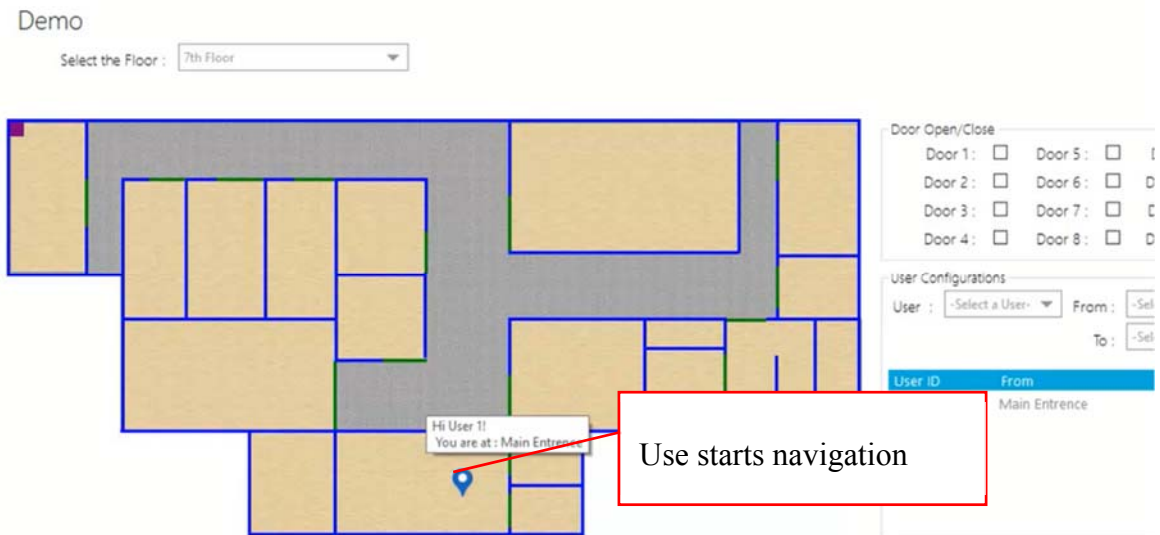 Demo
Select the Floor : 7th Floor
Door Open/Close
Door 1 : Door 5 :
Door 2 : Door 6 : D
Door 3 : Door 7 :
Door 4 : Door 8 : D
User Configurations
User : -Select a User- From : -Sel
To : -Sel
User ID From
Main Entrence
Hi User 1!
You are at : Main Entrence
Use starts navigation